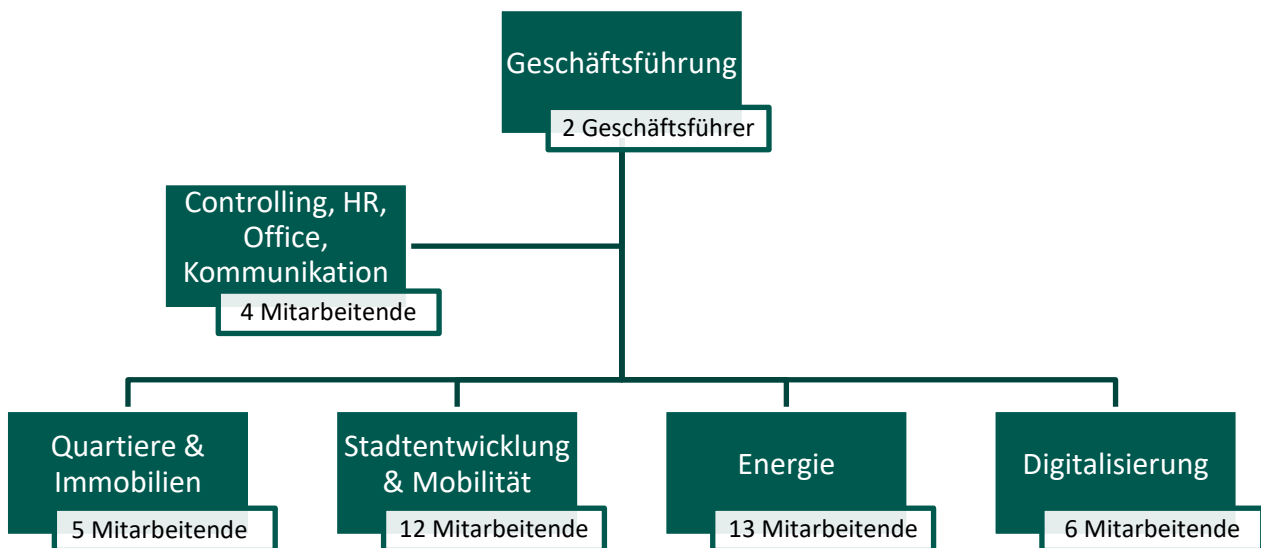 Geschäftsführung
2 Geschäftsführer
Controlling, HR,
Office,
Kommunikation
4 Mitarbeitende
Quartiere &
Immobilien
5 Mitarbeitende
Stadtentwicklung
& Mobilität
12 Mitarbeitende
Energie
13 Mitarbeitende
Digitalisierung
6 Mitarbeitende